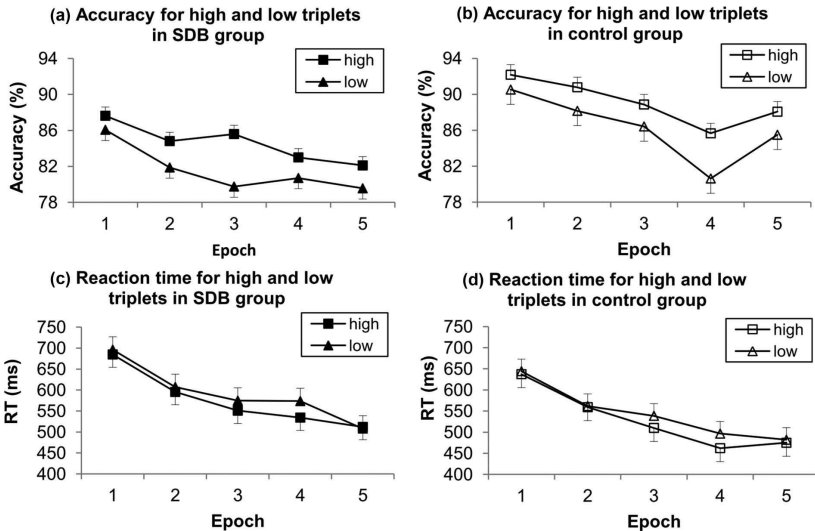 (a) Accuracy for high and low triplets
in SDB group
high
low
Accuracy (%)
94
90
86
82
78
1 2 3 4 5
Epoch
(b) Accuracy for high and low triplets
in control group
high
low
Accuracy (%)
94
90
86
82
78
1 2 3 4 5
Epoch
(c) Reaction time for high and low
triplets in SDB group
high
low
RT (ms)
750
700
650
600
550
500
450
400
1 2 3 4 5
Epoch
(d) Reaction time for high and low
triplets in control group
high
low
RT (ms)
750
700
650
600
550
500
450
400
1 2 3 4 5
Epoch